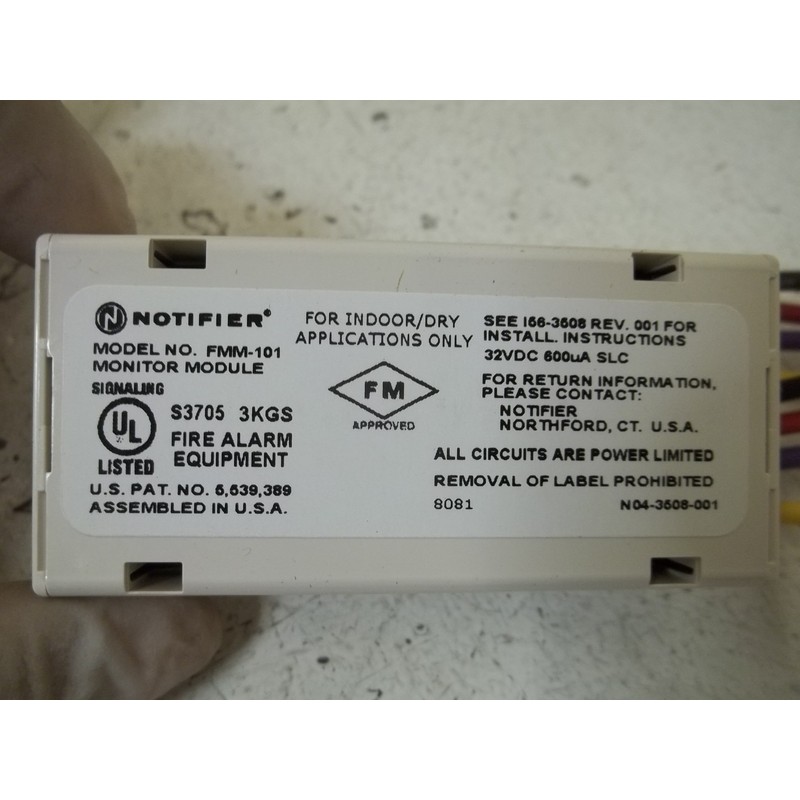 N NOTIFIER®
MODEL NO. FMM-101
MONITOR MODULE
SIGNALING
UL
LISTED
S3705 3KGS
FIRE ALARM
EQUIPMENT
U.S. PAT. NO. 5,539,389
ASSEMBLED IN U.S.A.
FOR INDOOR/DRY
APPLICATIONS ONLY
FM
APPROVED
SEE I56-3508 REV. 001 FOR
INSTALL. INSTRUCTIONS
32VDC 600uA SLC
FOR RETURN INFORMATION,
PLEASE CONTACT:
NOTIFIER
NORTHFORD, CT. U.S.A.
ALL CIRCUITS ARE POWER LIMITED
REMOVAL OF LABEL PROHIBITED
8081
N04-3508-001